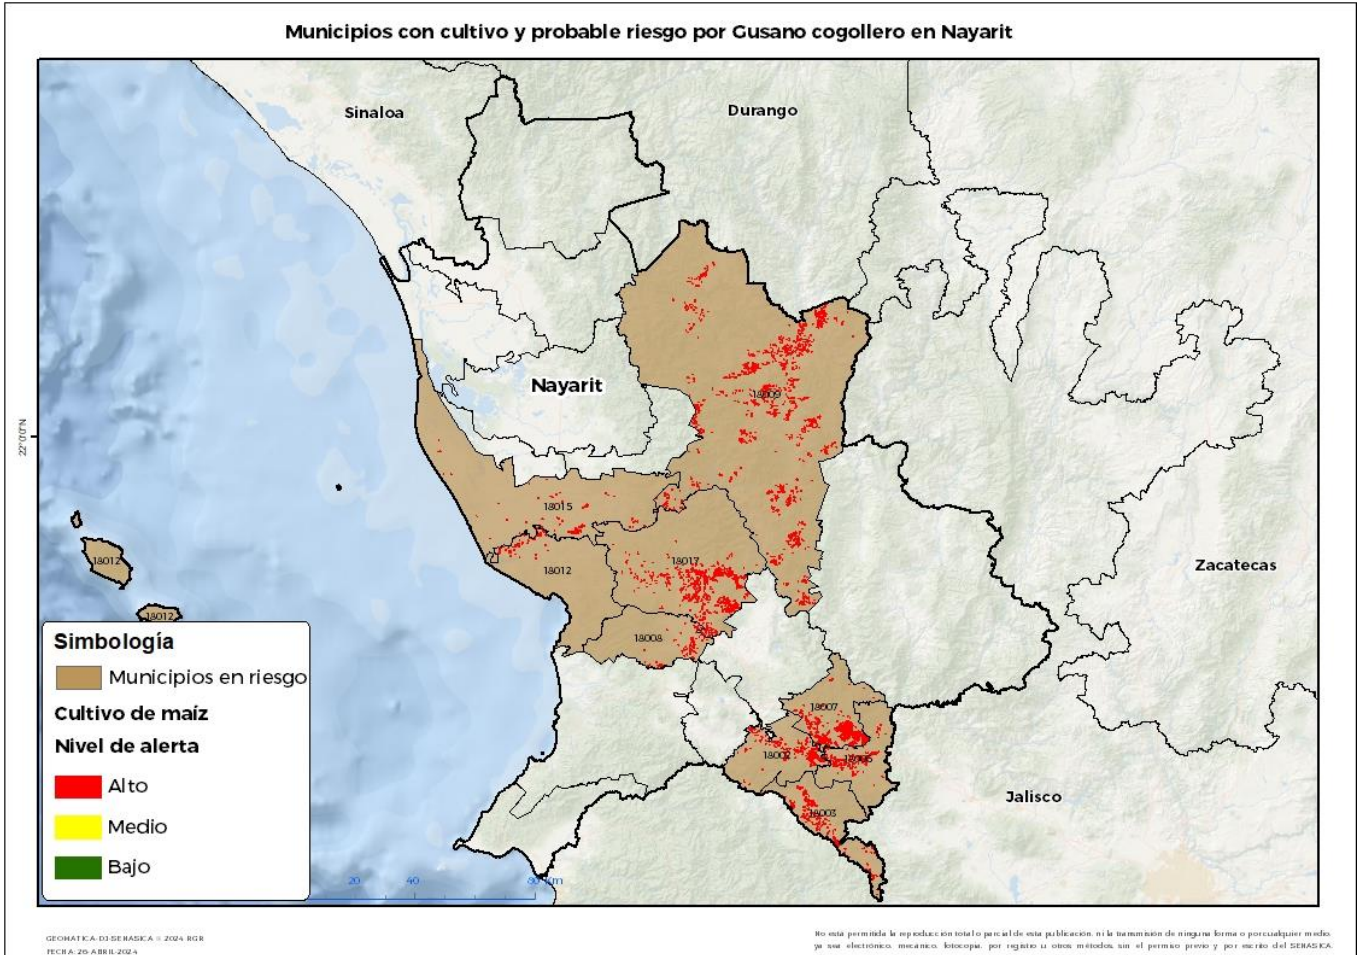 Municipios con cultivo y probable riesgo por Gusano cogollero en Nayarit
Sinaloa
Durango
Nayarit
18009
22°0'0"N
18015
18017
18012
18012
18012
Zacatecas
18008
18007
Jalisco
18003
Simbología
Municipios en riesgo
Cultivo de maíz
Nivel de alerta
Alto
Medio
Bajo
20 40 80 Km
GEOMATICA-DJ-SENASICA © 2024 RGR
FECHA: 26-ABRIL-2024
No está permitida la reproducción total o parcial de esta publicación, ni la transmisión de ninguna forma o por cualquier medio,
ya sea electrónico, mecánico, fotocopia, por registro u otros métodos, sin el permiso previo y por escrito del SENASICA